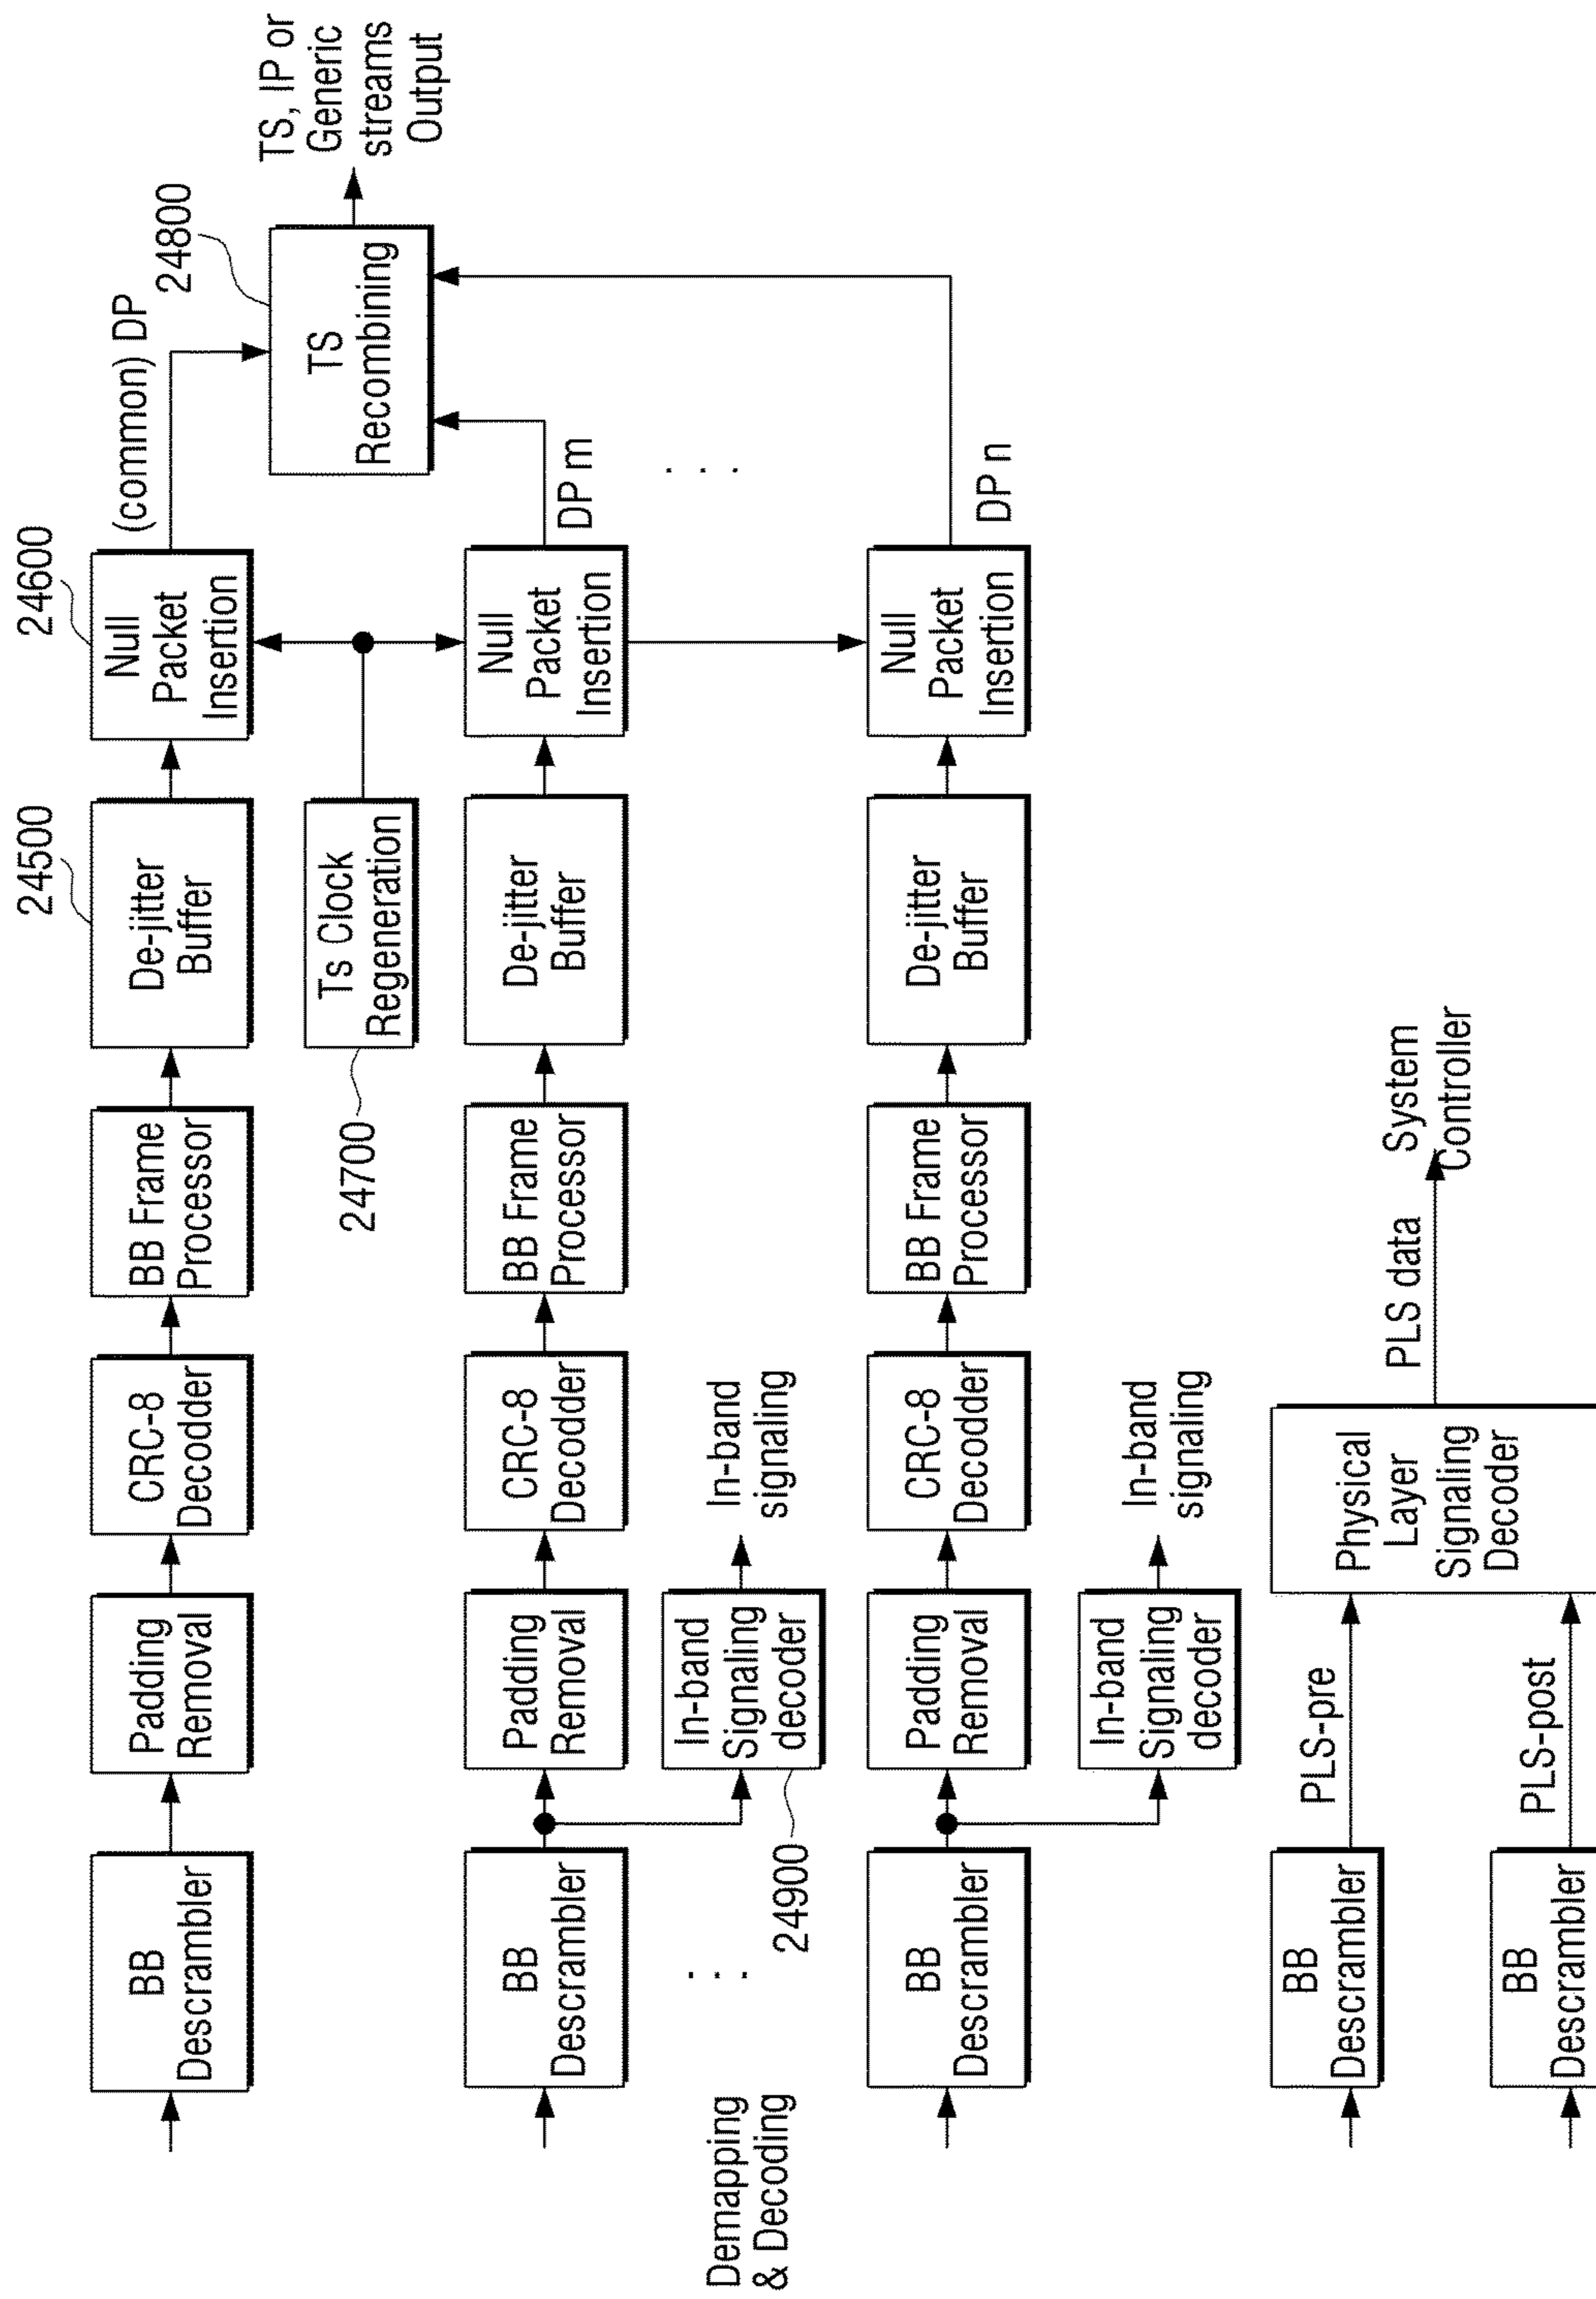 24500
24600
(common) DP
24800
TS, IP or
Generic
streams
Output
BB
Descrambler
Padding
Removal
CRC-8
Decodder
BB Frame
Processor
De-jitter
Buffer
Null
Packet
Insertion
TS
Recombining
24700
Ts Clock
Regeneration
BB
Descrambler
Padding
Removal
CRC-8
Decodder
BB Frame
Processor
De-jitter
Buffer
Null
Packet
Insertion
DP m
Demapping
& Decoding
. . .
24900
In-band
Signaling
decoder
In-band
signaling
. . .
BB
Descrambler
Padding
Removal
CRC-8
Decodder
BB Frame
Processor
De-jitter
Buffer
Null
Packet
Insertion
DP n
In-band
Signaling
decoder
In-band
signaling
BB
Descrambler
PLS-pre
Physical
Layer
Signaling
Decoder
PLS data
System
Controller
BB
Descrambler
PLS-post